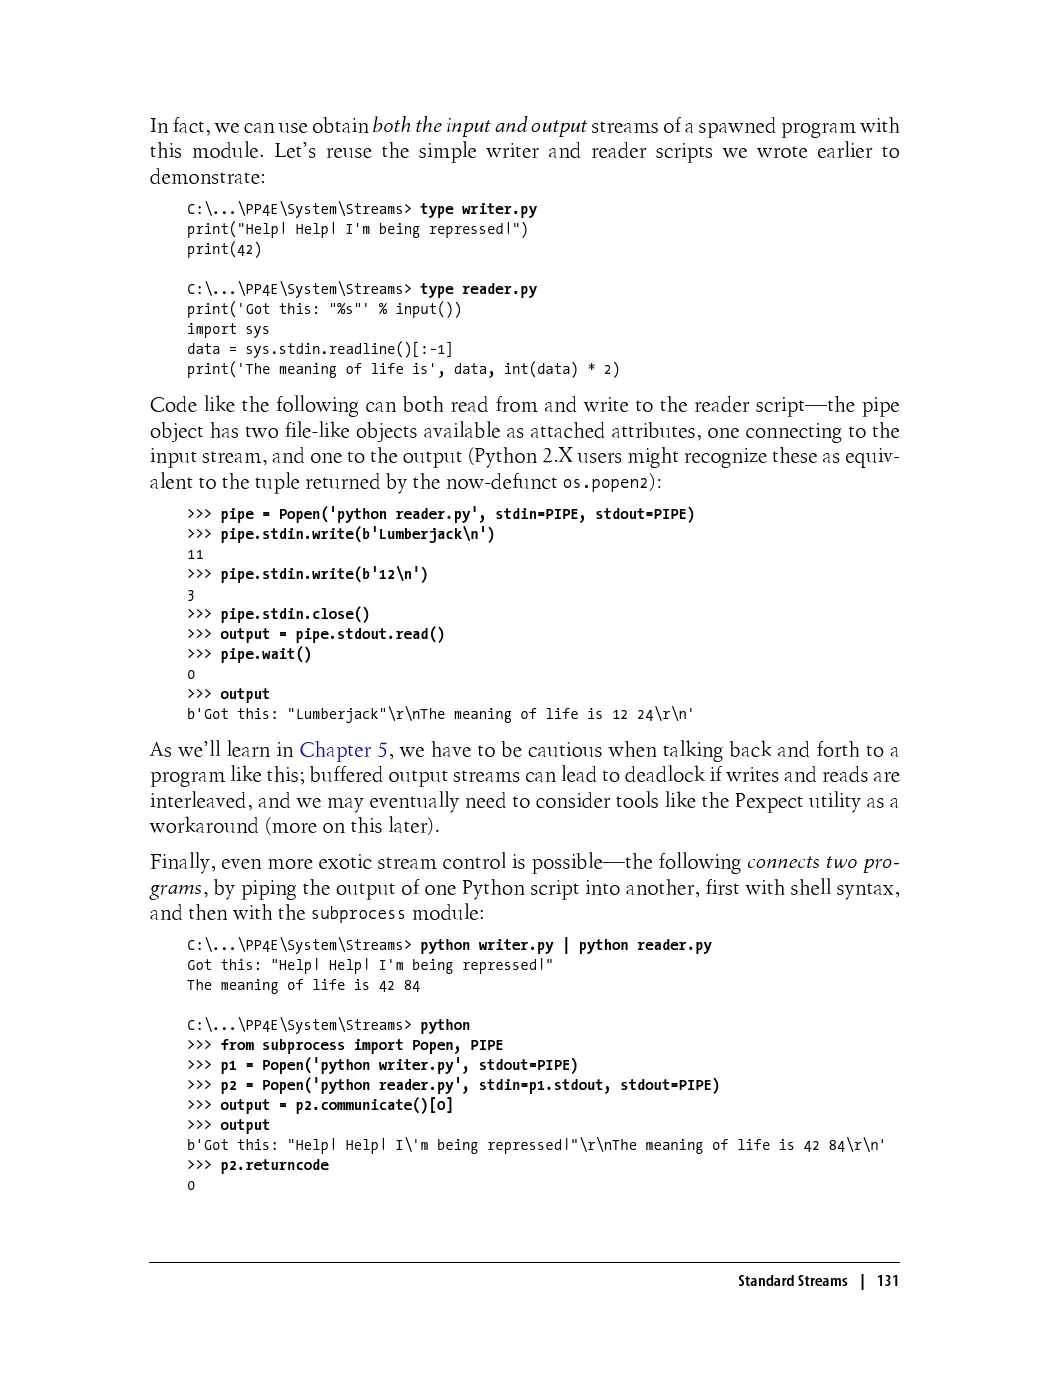 In fact, we can use obtain both the input and output streams of a spawned program with
this module. Let’s reuse the simple writer and reader scripts we wrote earlier to
demonstrate:
C:\...\PP4E\System\Streams> type writer.py
print("Help! Help! I'm being repressed!")
print(42)
C:\...\PP4E\System\Streams> type reader.py
print('Got this: "%s"' % input())
import sys
data = sys.stdin.readline()[:-1]
print('The meaning of life is', data, int(data) * 2)
Code like the following can both read from and write to the reader script—the pipe
object has two file-like objects available as attached attributes, one connecting to the
input stream, and one to the output (Python 2.X users might recognize these as equiv-
alent to the tuple returned by the now-defunct os.popen2):
>>> pipe = Popen('python reader.py', stdin=PIPE, stdout=PIPE)
>>> pipe.stdin.write(b'Lumberjack\n')
11
>>> pipe.stdin.write(b'12\n')
3
>>> pipe.stdin.close()
>>> output = pipe.stdout.read()
>>> pipe.wait()
0
>>> output
b'Got this: "Lumberjack"\r\nThe meaning of life is 12 24\r\n'
As we’ll learn in Chapter 5, we have to be cautious when talking back and forth to a
program like this; buffered output streams can lead to deadlock if writes and reads are
interleaved, and we may eventually need to consider tools like the Pexpect utility as a
workaround (more on this later).
Finally, even more exotic stream control is possible—the following connects two pro-
grams, by piping the output of one Python script into another, first with shell syntax,
and then with the subprocess module:
C:\...\PP4E\System\Streams> python writer.py | python reader.py
Got this: "Help! Help! I'm being repressed!"
The meaning of life is 42 84
C:\...\PP4E\System\Streams> python
>>> from subprocess import Popen, PIPE
>>> p1 = Popen('python writer.py', stdout=PIPE)
>>> p2 = Popen('python reader.py', stdin=p1.stdout, stdout=PIPE)
>>> output = p2.communicate()[0]
>>> output
b'Got this: "Help! Help! I\'m being repressed!"\r\nThe meaning of life is 42 84\r\n'
>>> p2.returncode
0
Standard Streams | 131